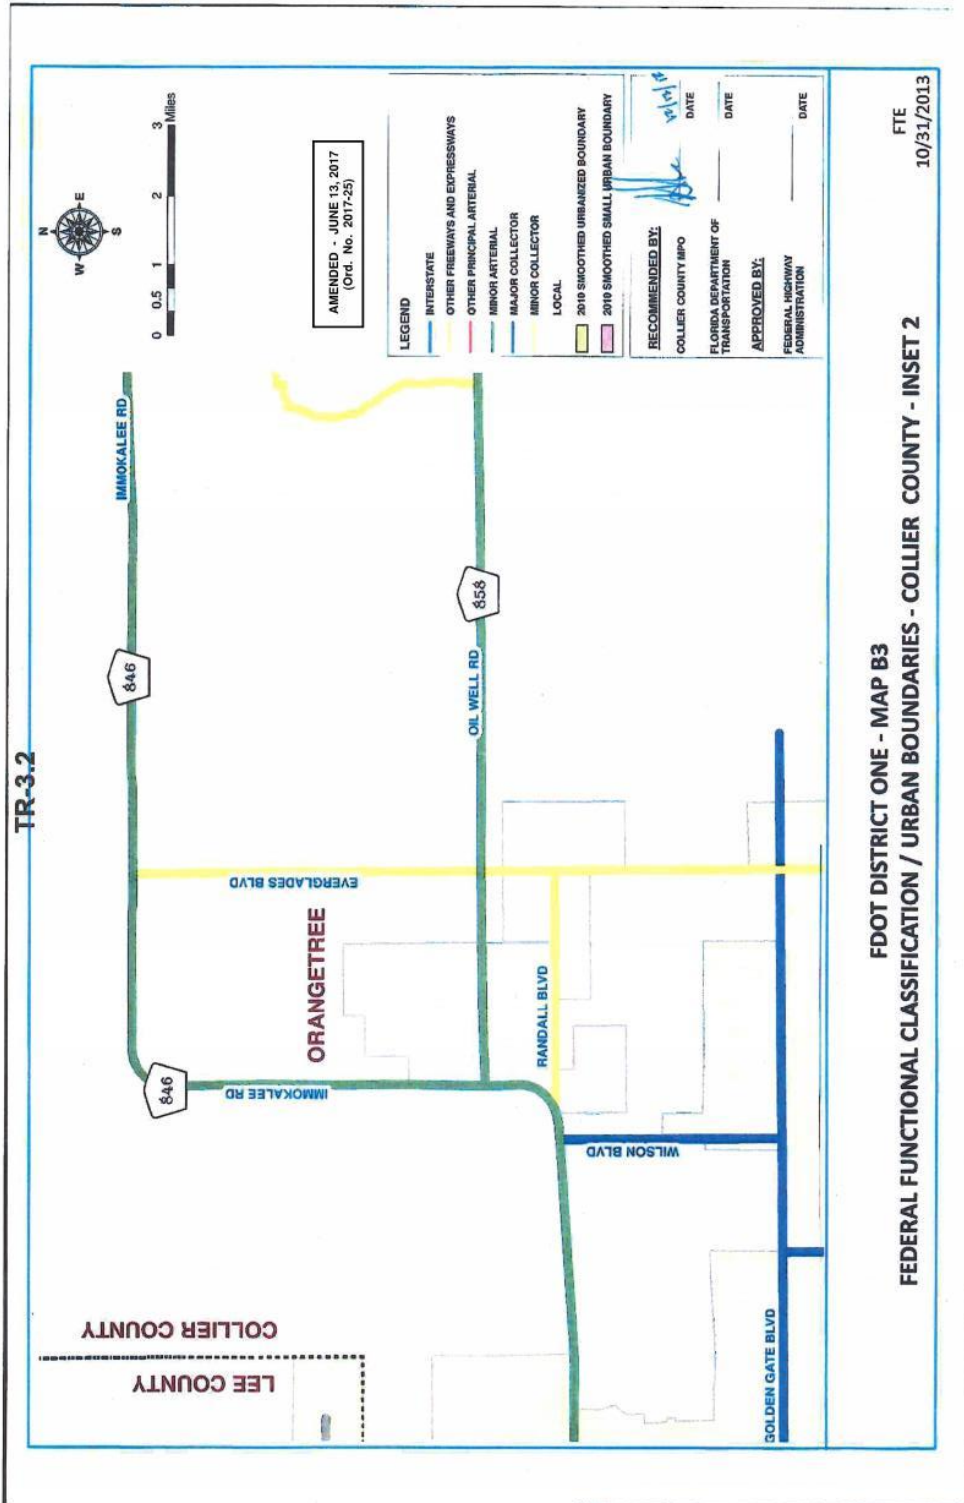 TR-3.2
N
W
E
S
0
0.5
1
2
3
Miles
AMENDED - JUNE 13, 2017
(Ord. No. 2017-25)
LEGEND
INTERSTATE
OTHER FREEWAYS AND EXPRESSWAYS
OTHER PRINCIPAL ARTERIAL
MINOR ARTERIAL
MAJOR COLLECTOR
MINOR COLLECTOR
LOCAL
2010 SMOOTHED URBANIZED BOUNDARY
2010 SMOOTHED SMALL URBAN BOUNDARY
RECOMMENDED BY:
COLLIER COUNTY MPO
DATE
FLORIDA DEPARTMENT OF
TRANSPORTATION
DATE
APPROVED BY:
FEDERAL HIGHWAY
ADMINISTRATION
DATE
LEE COUNTY
COLLIER COUNTY
846
IMMOKALEE RD
846
IMMOKALEE RD
EVERGLADES BLVD
ORANGETREE
OIL WELL RD
858
RANDALL BLVD
WILSON BLVD
GOLDEN GATE BLVD
FDOT DISTRICT ONE - MAP B3
FEDERAL FUNCTIONAL CLASSIFICATION / URBAN BOUNDARIES - COLLIER COUNTY - INSET 2
FTE
10/31/2013